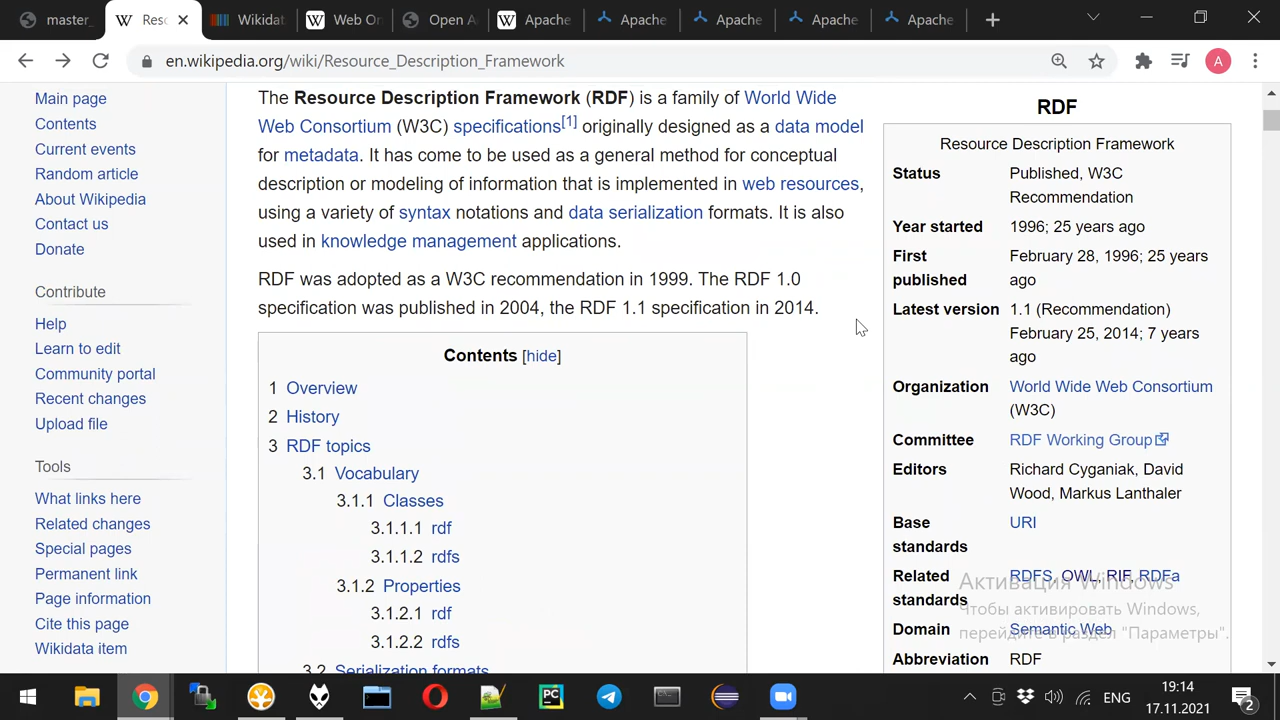 master_
Resc
Wikidat
Web On
Open A
Apache
Apache
Apache
Apache
Apache
en.wikipedia.org/wiki/Resource_Description_Framework
A
Main page
Contents
Current events
Random article
About Wikipedia
Contact us
Donate
Contribute
Help
Learn to edit
Community portal
Recent changes
Upload file
Tools
What links here
Related changes
Special pages
Permanent link
Page information
Cite this page
Wikidata item
The Resource Description Framework (RDF) is a family of World Wide
Web Consortium (W3C) specifications[1] originally designed as a data model
for metadata. It has come to be used as a general method for conceptual
description or modeling of information that is implemented in web resources,
using a variety of syntax notations and data serialization formats. It is also
used in knowledge management applications.
RDF was adopted as a W3C recommendation in 1999. The RDF 1.0
specification was published in 2004, the RDF 1.1 specification in 2014.
Contents [hide]
1 Overview
2 History
3 RDF topics
3.1 Vocabulary
3.1.1 Classes
3.1.1.1 rdf
3.1.1.2 rdfs
3.1.2 Properties
3.1.2.1 rdf
3.1.2.2 rdfs
3.2 Serialization formats
RDF
Resource Description Framework
Status Published, W3C
Recommendation
Year started 1996; 25 years ago
First February 28, 1996; 25 years
published ago
Latest version 1.1 (Recommendation)
February 25, 2014; 7 years
ago
Organization World Wide Web Consortium
(W3C)
Committee RDF Working Group
Editors Richard Cyganiak, David
Wood, Markus Lanthaler
Base URI
standards
Related RDFS, OWL, RIF, RDFa
standards
Domain Semantic Web
Abbreviation RDF
Активация Windows
Чтобы активировать Windows,
перейдите в раздел "Параметры".
PC
ENG
19:14
17.11.2021
2